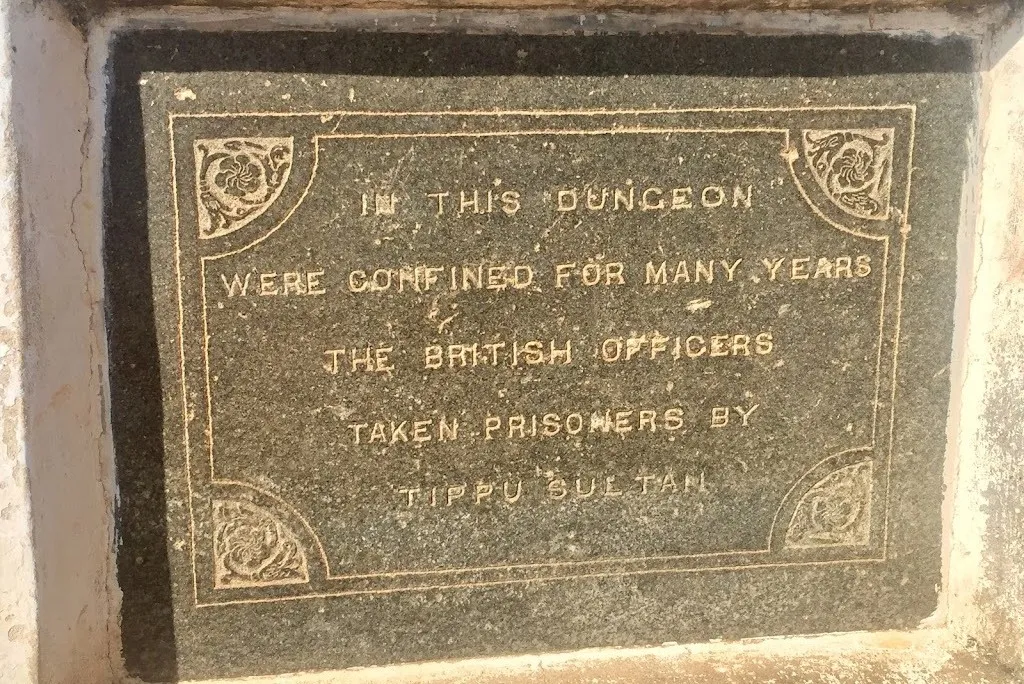 IN THIS DUNGEON
WERE CONFINED FOR MANY YEARS
THE BRITISH OFFICERS
TAKEN PRISONERS BY
TIPPU SULTAN